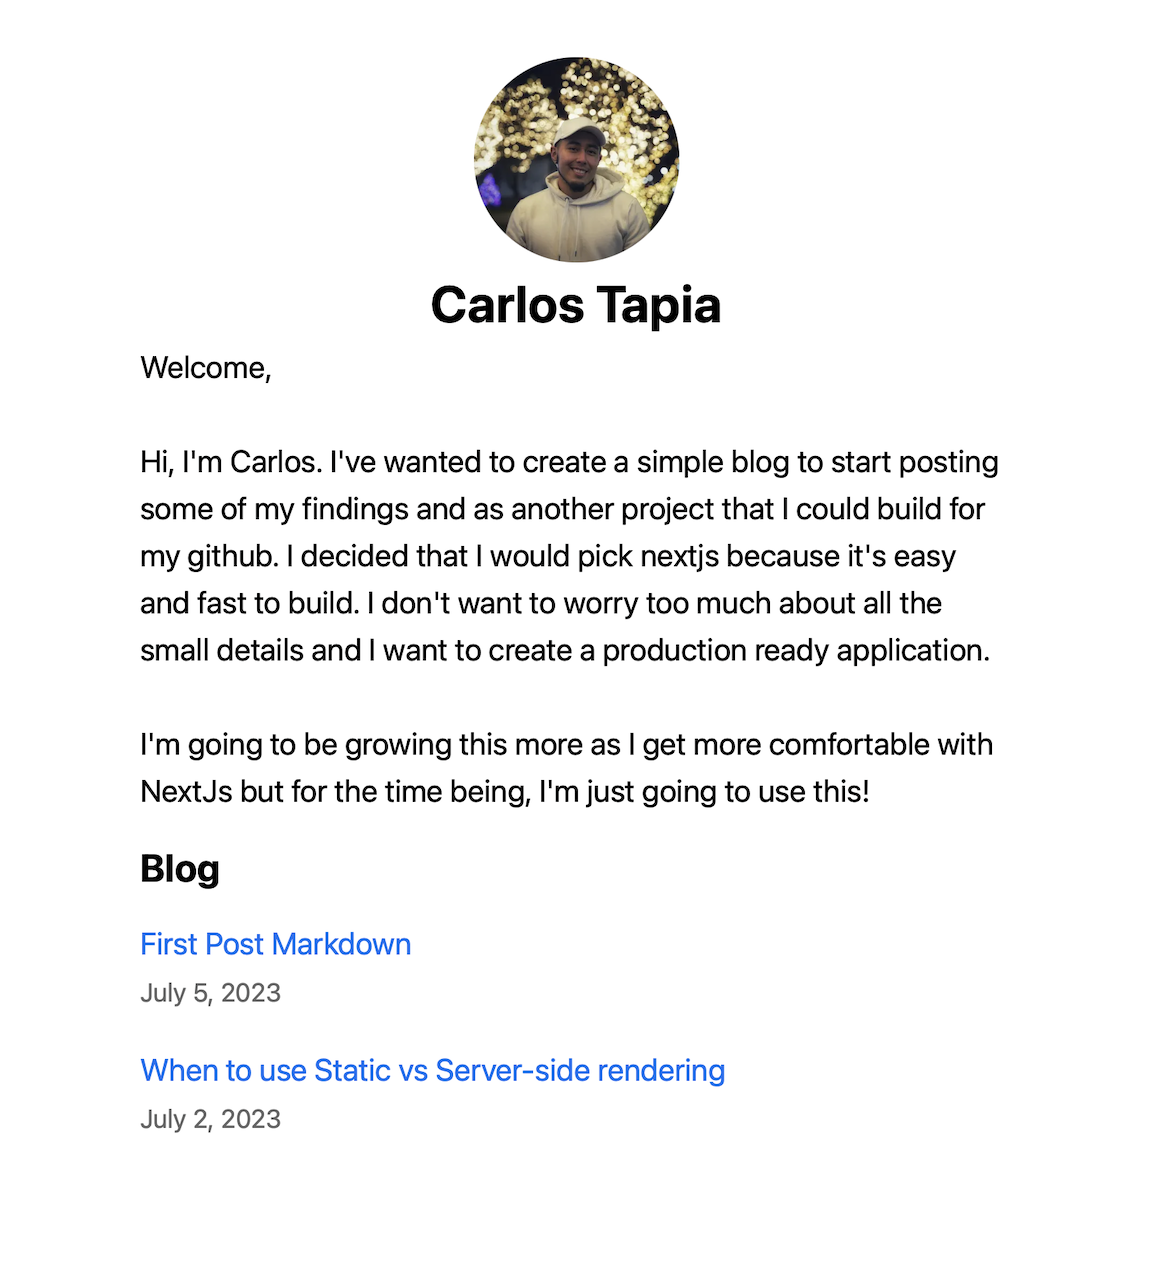 Carlos Tapia
Welcome,
Hi, I'm Carlos. I've wanted to create a simple blog to start posting
some of my findings and as another project that I could build for
my github. I decided that I would pick nextjs because it's easy
and fast to build. I don't want to worry too much about all the
small details and I want to create a production ready application.
I'm going to be growing this more as I get more comfortable with
NextJs but for the time being, I'm just going to use this!
Blog
First Post Markdown
July 5, 2023
When to use Static vs Server-side rendering
July 2, 2023